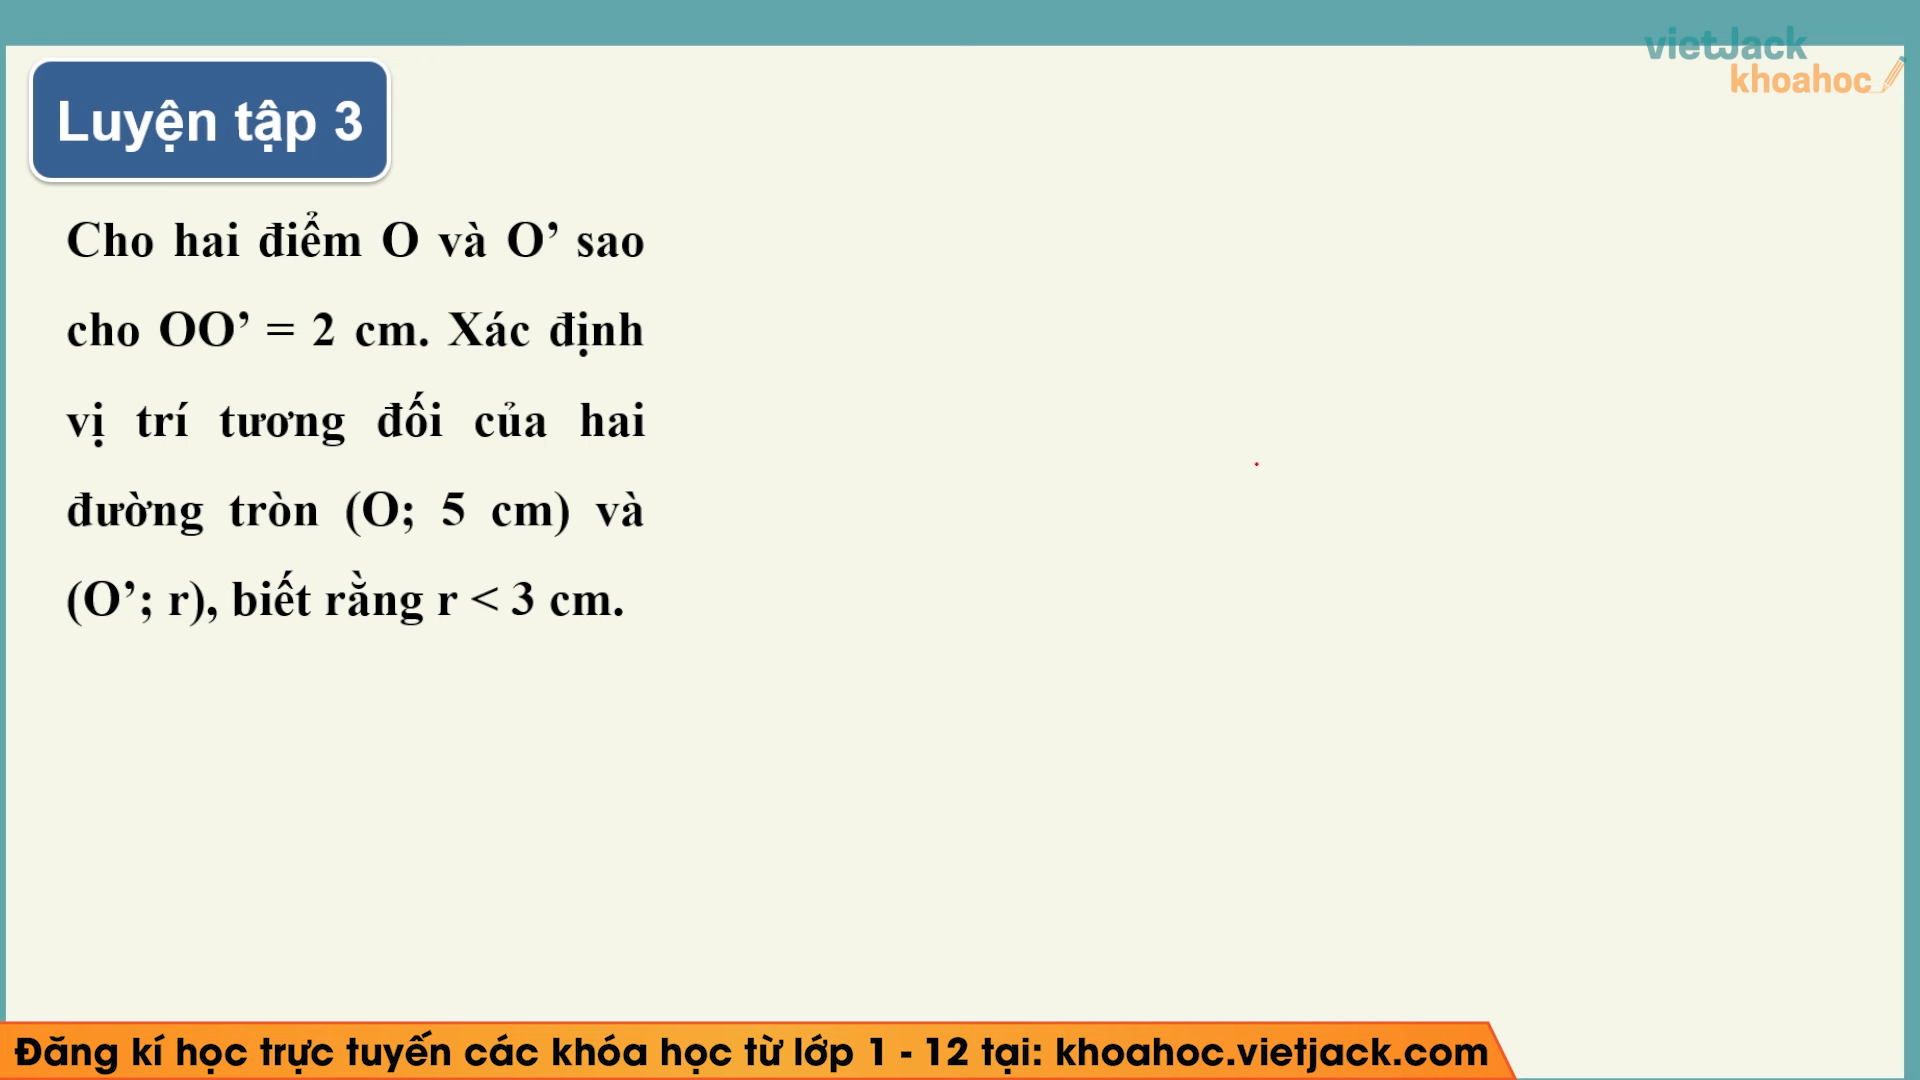 vietJack
khoahoc
Luyện tập 3
Cho hai điểm O và O’ sao
cho OO’ = 2 cm. Xác định
vị trí tương đối của hai
đường tròn (O; 5 cm) và
(O’; r), biết rằng r < 3 cm.
Đăng kí học trực tuyến các khóa học từ lớp 1 - 12 tại: khoahoc.vietjack.com